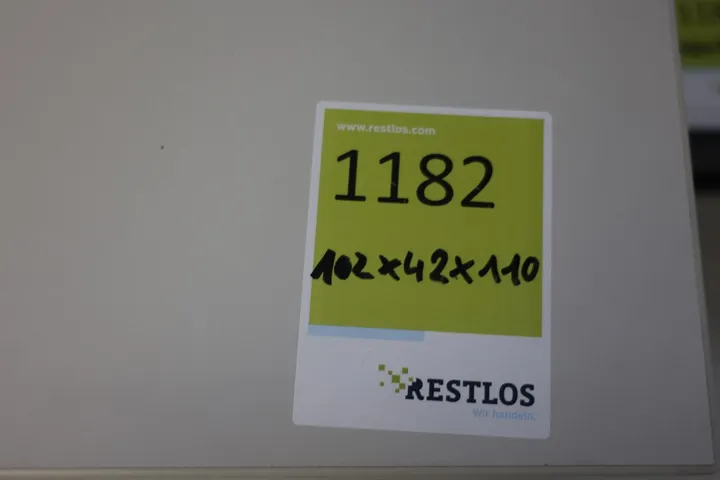 www.restlos.com
1182
102x42x110
RESTLOS
Wir handeln.